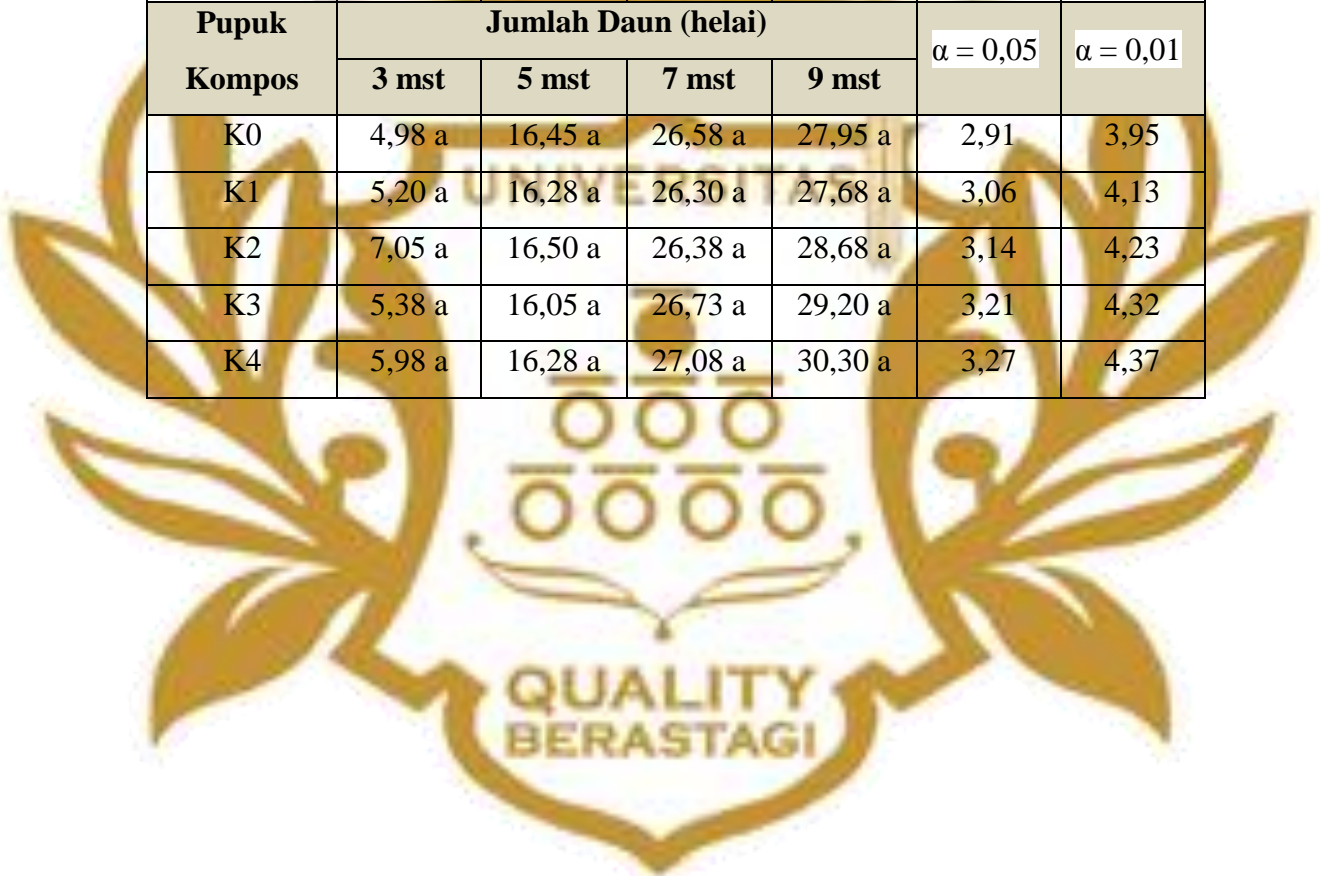 Pupuk Kompos Jumlah Daun (helai) α = 0,05 α = 0,01
3 mst 5 mst 7 mst 9 mst
K0 4,98 a 16,45 a 26,58 a 27,95 a 2,91 3,95
K1 5,20 a 16,28 a 26,30 a 27,68 a 3,06 4,13
K2 7,05 a 16,50 a 26,38 a 28,68 a 3,14 4,23
K3 5,38 a 16,05 a 26,73 a 29,20 a 3,21 4,32
K4 5,98 a 16,28 a 27,08 a 30,30 a 3,27 4,37
UNIVERSITAS
QUALITY
BERASTAGI